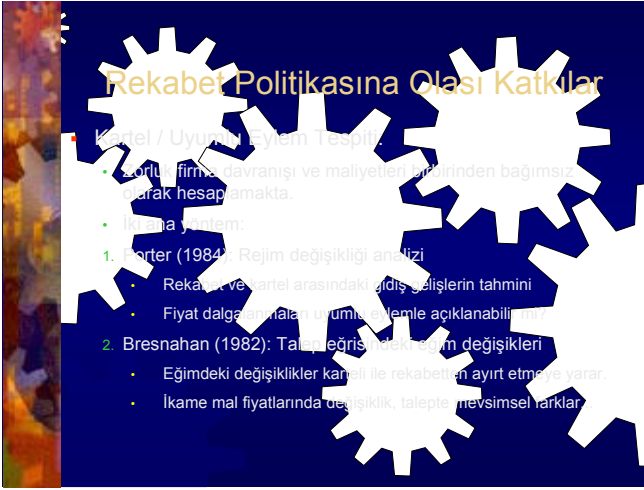 Rekabet Politikasına Olası Katkılar
Kartel / Uyumlu Eylem Tespiti:
• Zorluk firma davranışı ve maliyetleri birbirinden bağımsız
olarak hesaplamakta.
• İki ana yöntem:
1. Porter (1984): Rejim değişikliği analizi
• Rekabet ve kartel arasındaki gidiş gelişlerin tahmini
• Fiyat dalgalanmaları uyumlu eylemle açıklanabilir mi?
2. Bresnahan (1982): Talep eğrisindeki eğim değişikleri
• Eğimdeki değişiklikler karteli ile rekabetten ayırt etmeye yarar.
• İkame mal fiyatlarında değişiklik, talepte mevsimsel farklar...